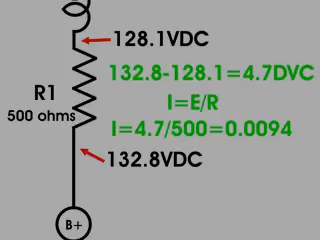 128.1VDC
132.8-128.1=4.7DVC
R1
I=E/R
500 ohms
I=4.7/500=0.0094
132.8VDC
B+